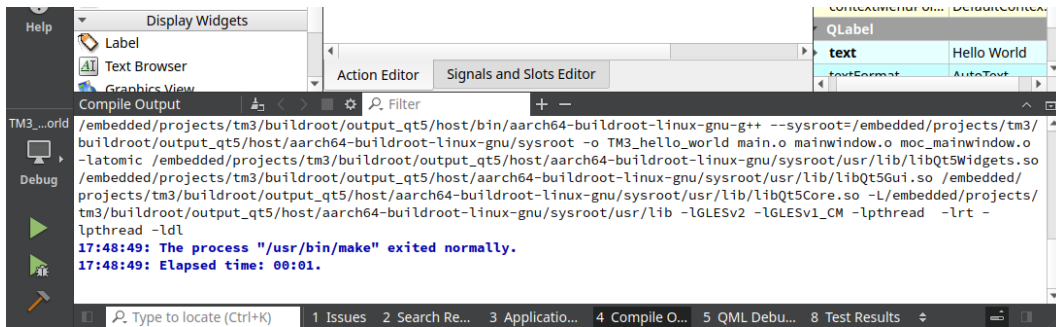 Help
Display Widgets
Label
Text Browser
Graphics View
Action Editor
Signals and Slots Editor
contextMenuPol... DefaultContex...
QLabel
text Hello World
textFormat AutoText
Compile Output
Filter
TM3_...orld
Debug
/embedded/projects/tm3/buildroot/output_qt5/host/bin/aarch64-buildroot-linux-gnu-g++ --sysroot=/embedded/projects/tm3/
buildroot/output_qt5/host/aarch64-buildroot-linux-gnu/sysroot -o TM3_hello_world main.o mainwindow.o moc_mainwindow.o
-latomic /embedded/projects/tm3/buildroot/output_qt5/host/aarch64-buildroot-linux-gnu/sysroot/usr/lib/libQt5Widgets.so
/embedded/projects/tm3/buildroot/output_qt5/host/aarch64-buildroot-linux-gnu/sysroot/usr/lib/libQt5Gui.so /embedded/
projects/tm3/buildroot/output_qt5/host/aarch64-buildroot-linux-gnu/sysroot/usr/lib/libQt5Core.so -L/embedded/projects/
tm3/buildroot/output_qt5/host/aarch64-buildroot-linux-gnu/sysroot/usr/lib -lGLESv2 -lGLESv1_CM -lpthread  -lrt -
lpthread -ldl
17:48:49: The process "/usr/bin/make" exited normally.
17:48:49: Elapsed time: 00:01.
Type to locate (Ctrl+K)
1 Issues 2 Search Re... 3 Applicatio... 4 Compile O... 5 QML Debu... 8 Test Results